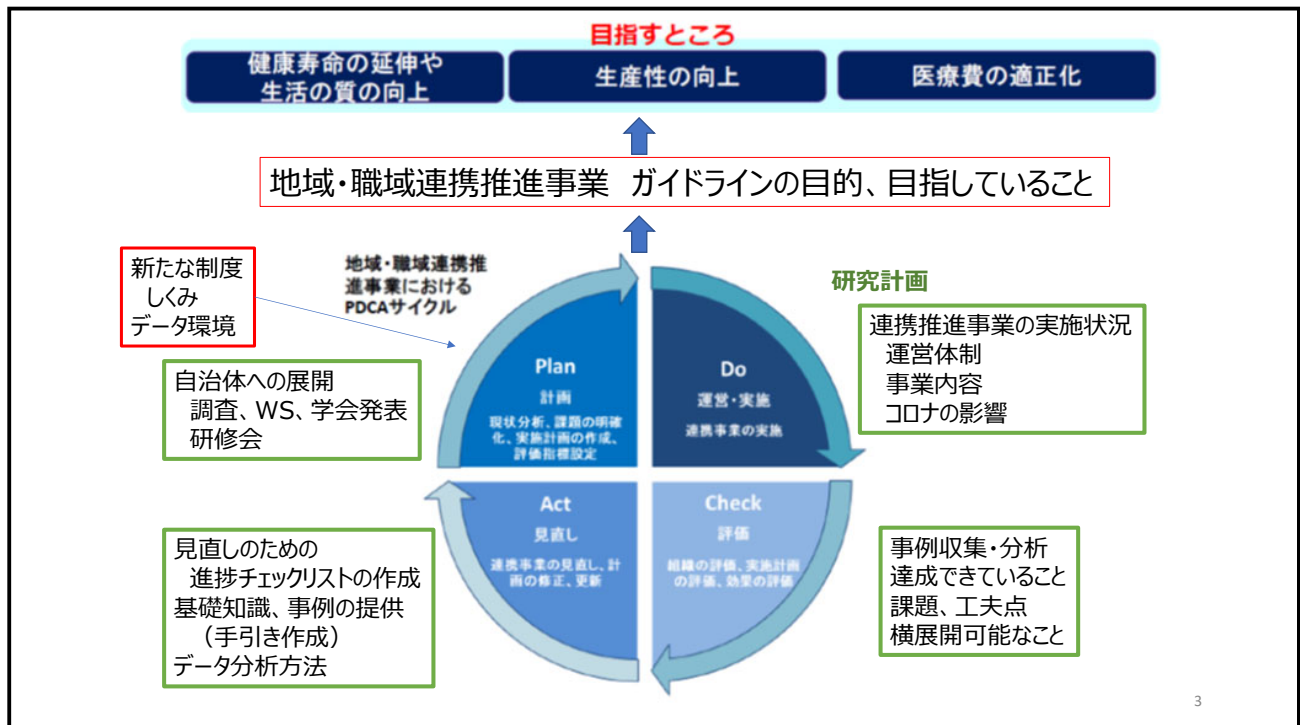 目指すところ
健康寿命の延伸や
生活の質の向上
生産性の向上
医療費の適正化
地域・職域連携推進事業　ガイドラインの目的、目指していること
新たな制度
しくみ
データ環境
地域・職域連携推
進事業における
PDCAサイクル
研究計画
連携推進事業の実施状況
運営体制
事業内容
コロナの影響
自治体への展開
調査、WS、学会発表
研修会
Plan
計画
現状分析、課題の明確
化、実施計画の作成、
評価指標設定
Do
運営・実施
連携事業の実施
Act
見直し
連携事業の見直し、計
画の修正、更新
Check
評価
組織の評価、実施計画
の評価、効果の評価
見直しのための
進捗チェックリストの作成
基礎知識、事例の提供
（手引き作成）
データ分析方法
事例収集・分析
達成できていること
課題、工夫点
横展開可能なこと
3